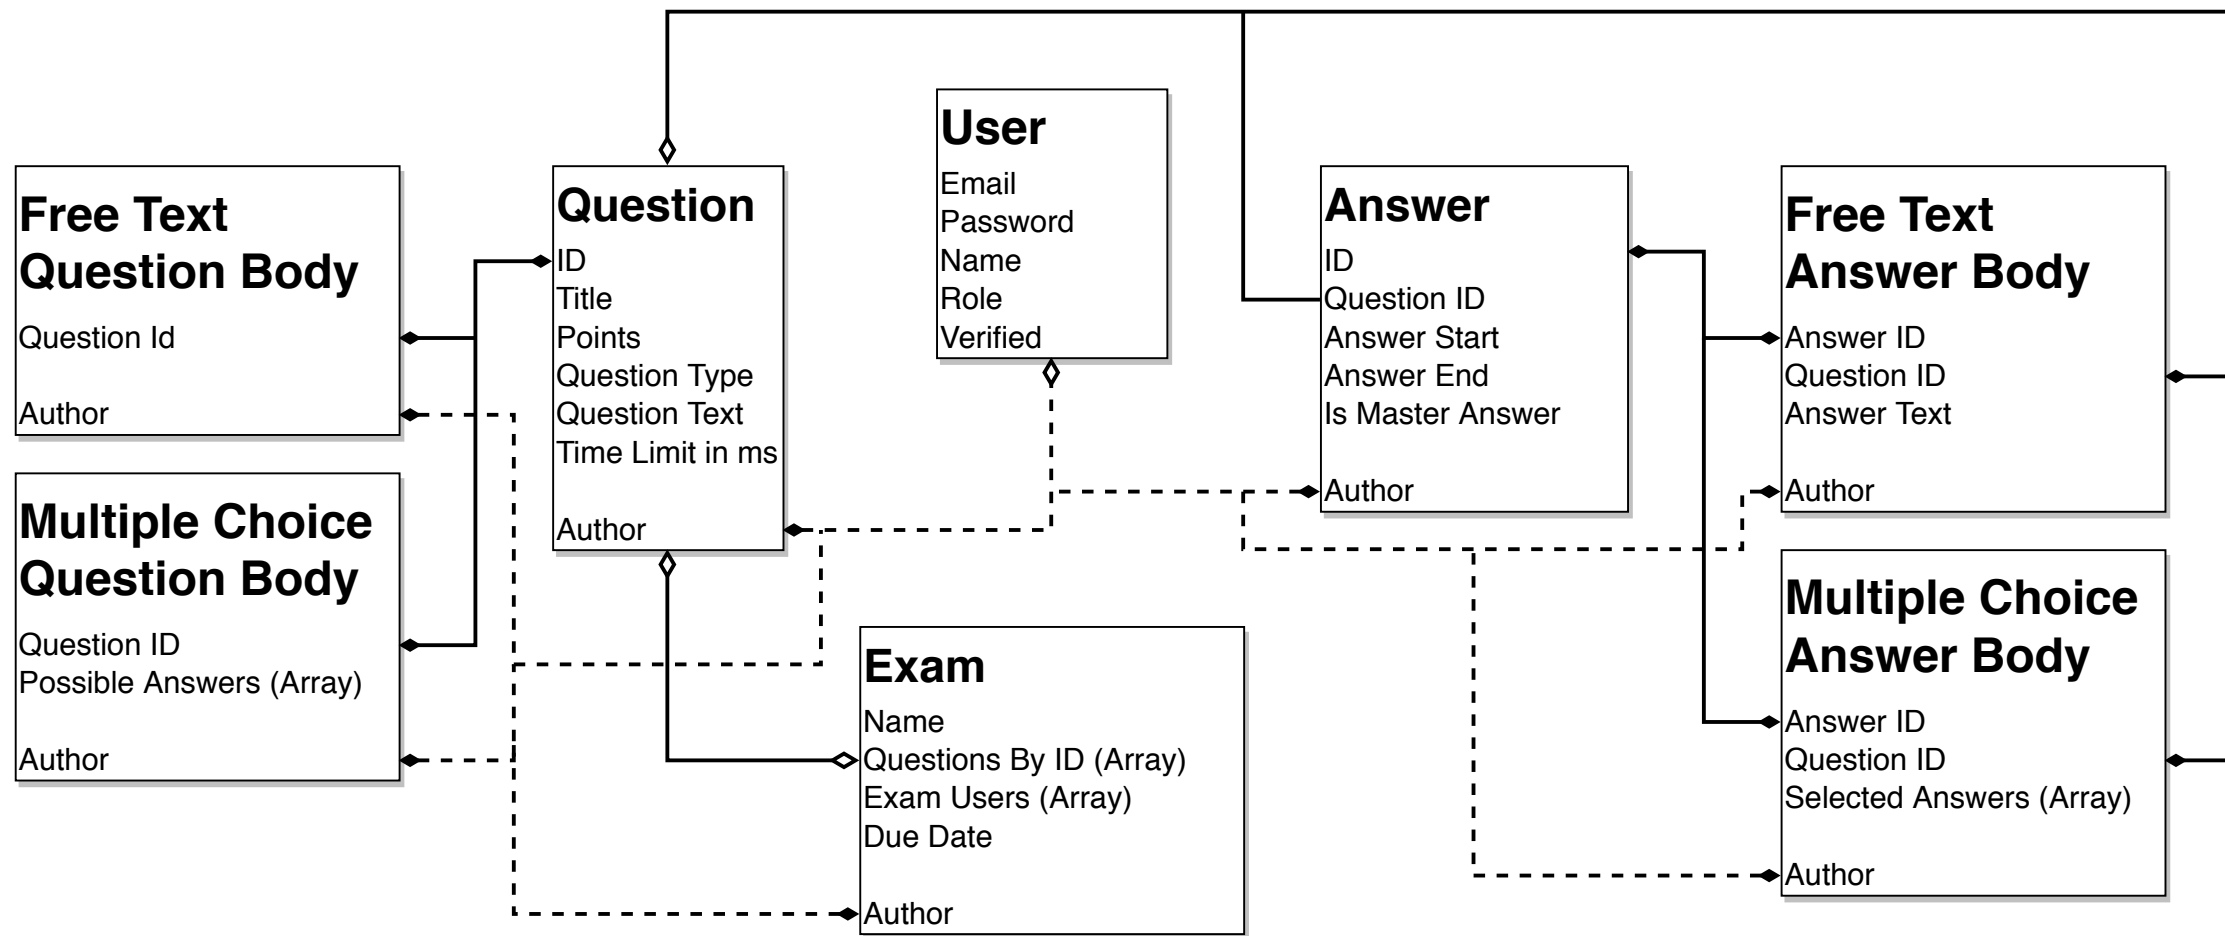 User
Email
Password
Name
Role
Verified
Free Text
Question Body
Question Id
Author
Question
ID
Title
Points
Question Type
Question Text
Time Limit in ms
Author
Answer
ID
Question ID
Answer Start
Answer End
Is Master Answer
Author
Free Text
Answer Body
Answer ID
Question ID
Answer Text
Author
Multiple Choice
Question Body
Question ID
Possible Answers (Array)
Author
Exam
Name
Questions By ID (Array)
Exam Users (Array)
Due Date
Author
Multiple Choice
Answer Body
Answer ID
Question ID
Selected Answers (Array)
Author